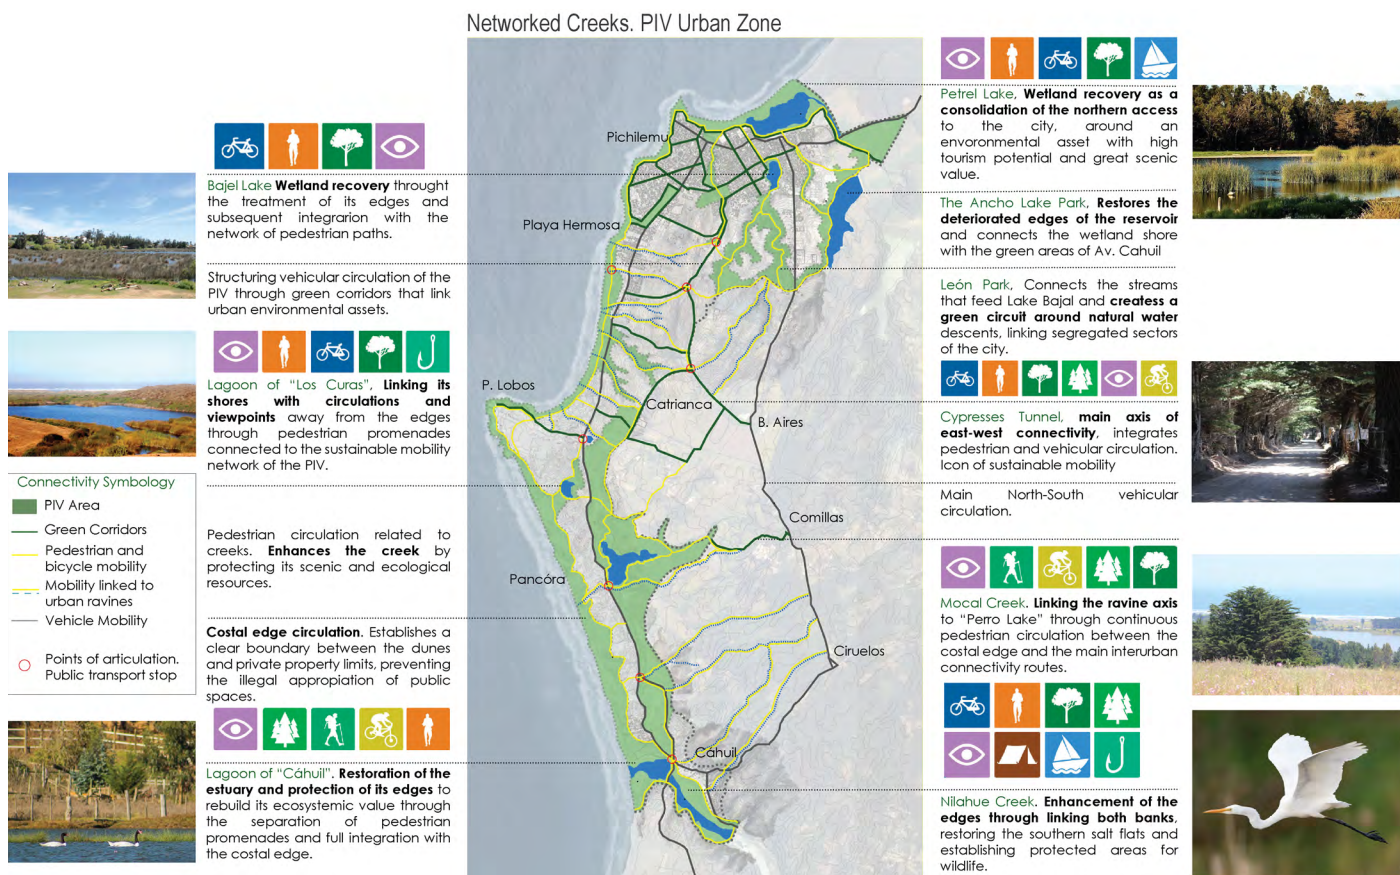 Networked Creeks. PIV Urban Zone
Bajel Lake Wetland recovery throught
the treatment of its edges and
subsequent integrarion with the
network of pedestrian paths.
Structuring vehicular circulation of the
PIV through green corridors that link
urban environmental assets.
Lagoon of “Los Curas”, Linking its
shores with circulations and
viewpoints away from the edges
through pedestrian promenades
connected to the sustainable mobility
network of the PIV.
Connectivity Symbology
PIV Area
Green Corridors
Pedestrian and
bicycle mobility
Mobility linked to
urban ravines
Vehicle Mobility
Points of articulation.
Public transport stop
Pedestrian circulation related to
creeks. Enhances the creek by
protecting its scenic and ecological
resources.
Costal edge circulation. Establishes a
clear boundary between the dunes
and private property limits, preventing
the illegal appropiation of public
spaces.
Lagoon of “Cáhuil”. Restoration of the
estuary and protection of its edges to
rebuild its ecosystemic value through
the separation of pedestrian
promenades and full integration with
the costal edge.
Pichilemu
Playa Hermosa
P. Lobos
Catrianca
B. Aires
Comillas
Pancóra
Ciruelos
Cáhuil
Petrel Lake, Wetland recovery as a
consolidation of the northern access
to the city, around an
envoronmental asset with high
tourism potential and great scenic
value.
The Ancho Lake Park, Restores the
deteriorated edges of the reservoir
and connects the wetland shore
with the green areas of Av. Cahuil
León Park, Connects the streams
that feed Lake Bajal and createss a
green circuit around natural water
descents, linking segregated sectors
of the city.
Cypresses Tunnel, main axis of
east-west connectivity, integrates
pedestrian and vehicular circulation.
Icon of sustainable mobility
Main North-South vehicular
circulation.
Mocal Creek. Linking the ravine axis
to “Perro Lake” through continuous
pedestrian circulation between the
costal edge and the main interurban
connectivity routes.
Nilahue Creek. Enhancement of the
edges through linking both banks,
restoring the southern salt flats and
establishing protected areas for
wildlife.